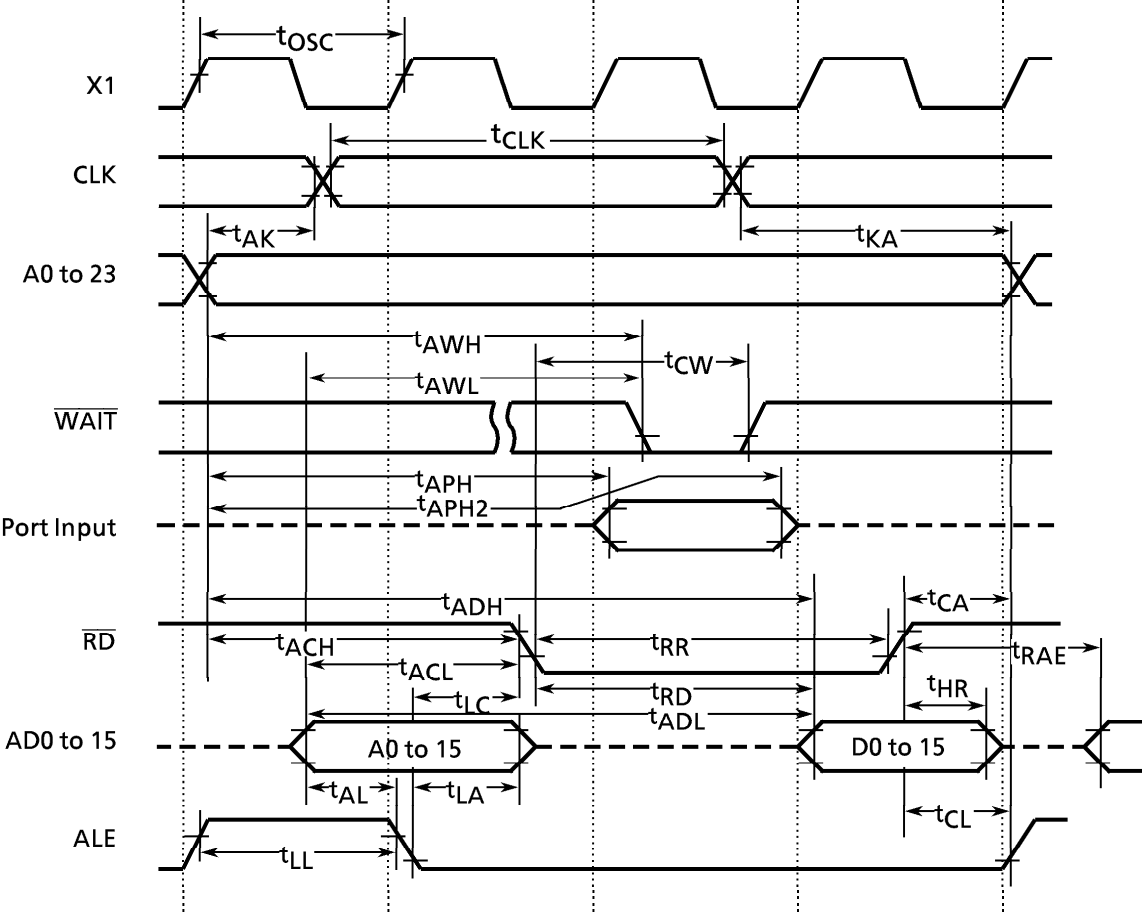 tOSC
X1
tCLK
CLK
tAK
tKA
A0 to 23
tAWH
tCW
tAWL
WAIT
tAPH
tAPH2
Port Input
tADH
tCA
RD
tACH
tRR
tRAE
tACL
tRD
tHR
tLC
tADL
AD0 to 15
A0 to 15
D0 to 15
tAL
tLA
tCL
ALE
tLL